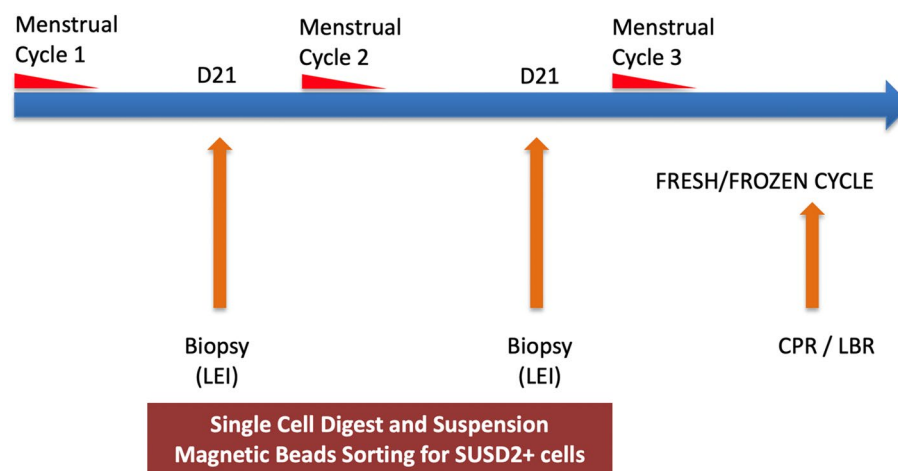 Menstrual
Cycle 1
D21
Menstrual
Cycle 2
D21
Menstrual
Cycle 3
FRESH/FROZEN CYCLE
Biopsy
(LEI)
Biopsy
(LEI)
CPR / LBR
Single Cell Digest and Suspension
Magnetic Beads Sorting for SUSD2+ cells